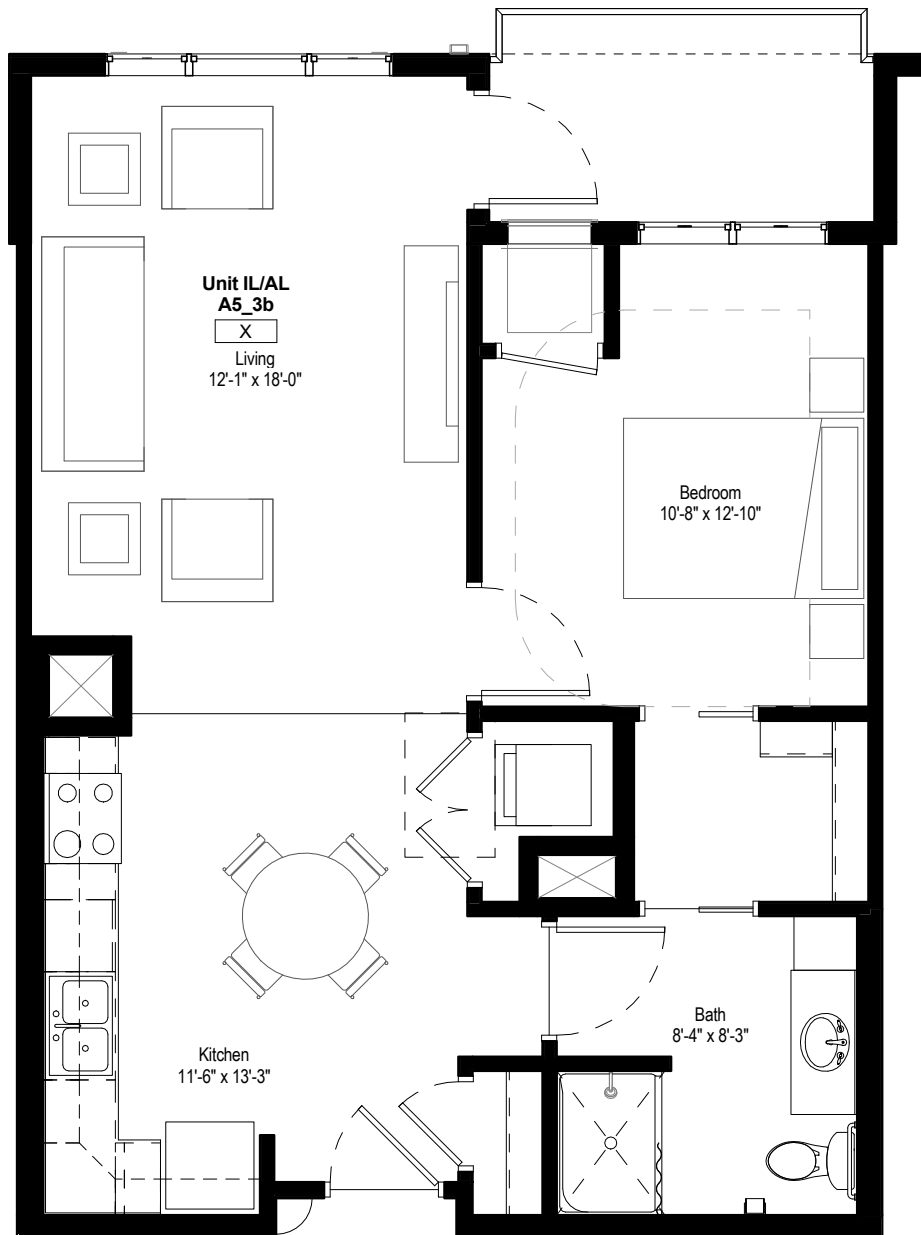 Unit IL/AL
A5_3b
X
Living
12'-1" x 18'-0"
Bedroom
10'-8" x 12'-10"
Bath
8'-4" x 8'-3"
Kitchen
11'-6" x 13'-3"